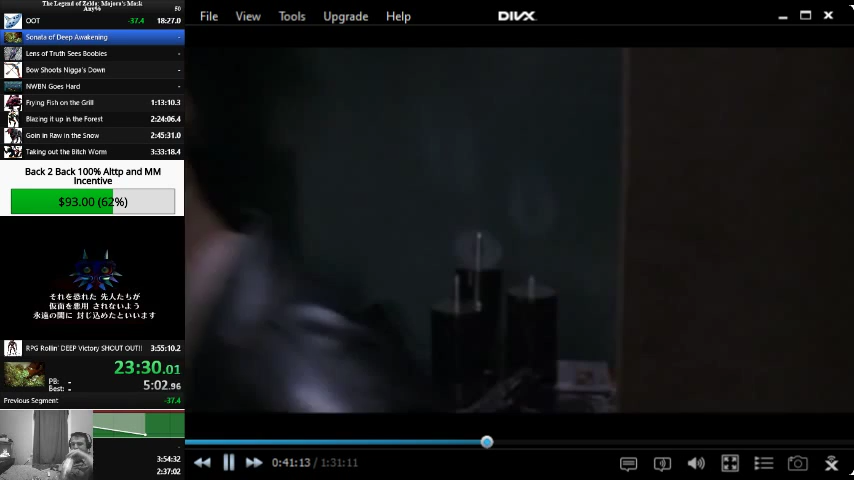 The Legend of Zelda: Majora's Mask
Any%
50
OOT -37.4 18:27.0
Sonata of Deep Awakening -
Lens of Truth Sees Boobies -
Bow Shoots Nigga's Down -
NWBN Goes Hard -
Frying Fish on the Grill 1:13:10.3
Blazing it up in the Forest 2:24:06.4
Goin in Raw in the Snow 2:45:31.0
Taking out the Bitch Worm 3:33:18.4
Back 2 Back 100% Alttp and MM
Incentive
$93.00 (62%)
それを恐れた 先人たちが
仮面を悪用 されないよう
永遠の闇に 封じ込めたといいます
RPG Rollin' DEEP Victory SHOUT OUT!! 3:55:10.2
23:30.01
PB: -
Best: -
5:02.96
Previous Segment -37.4
-
3:54:32
2:37:02
File View Tools Upgrade Help
DIVX
0:41:13 / 1:31:11